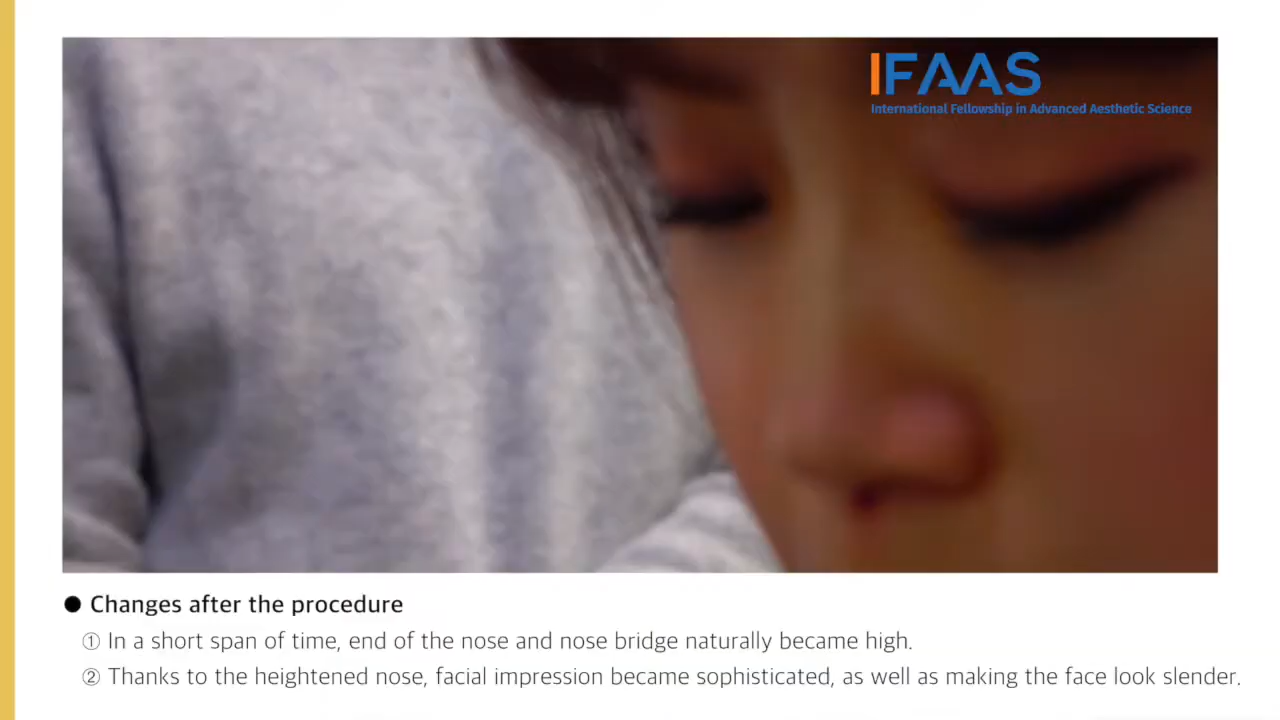 IFAAS
International Fellowship in Advanced Aesthetic Science
● Changes after the procedure
① In a short span of time, end of the nose and nose bridge naturally became high.
② Thanks to the heightened nose, facial impression became sophisticated, as well as making the face look slender.